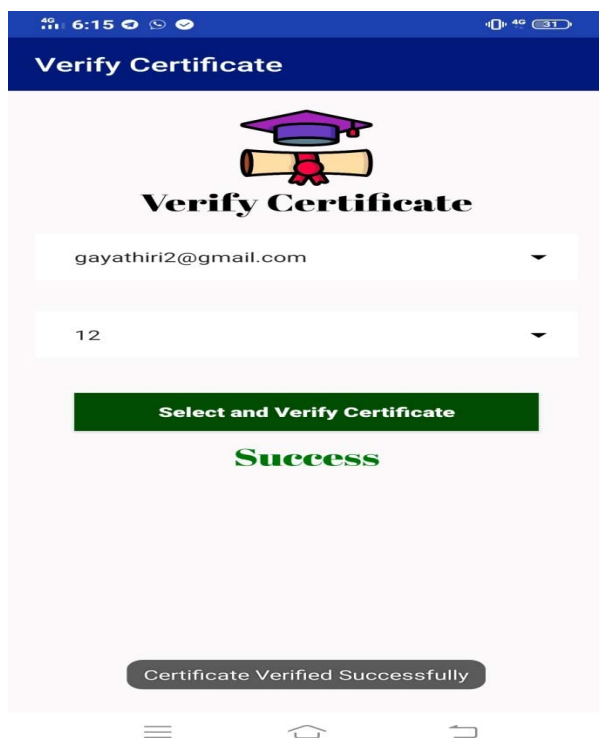 4G 6:15 4G 31
Verify Certificate
Verify Certificate
gayathiri2@gmail.com
12
Select and Verify Certificate
Success
Certificate Verified Successfully